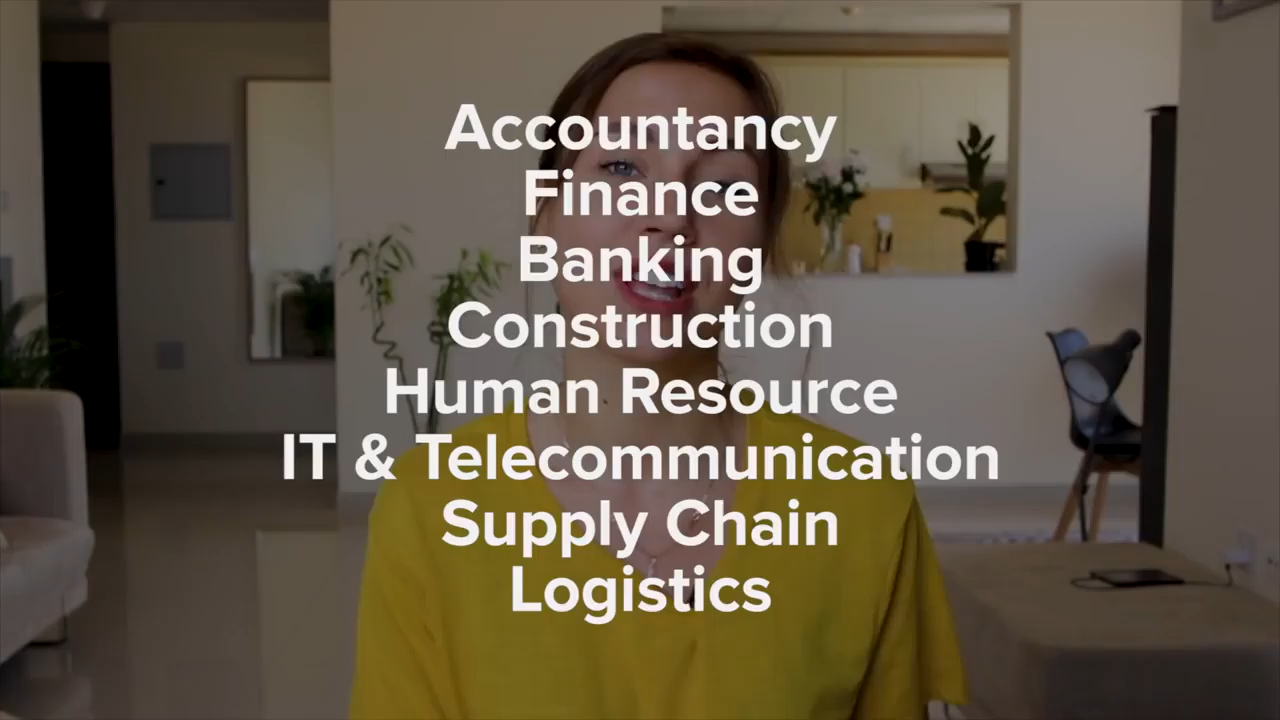 Accountancy
Finance
Banking
Construction
Human Resource
IT & Telecommunication
Supply Chain
Logistics